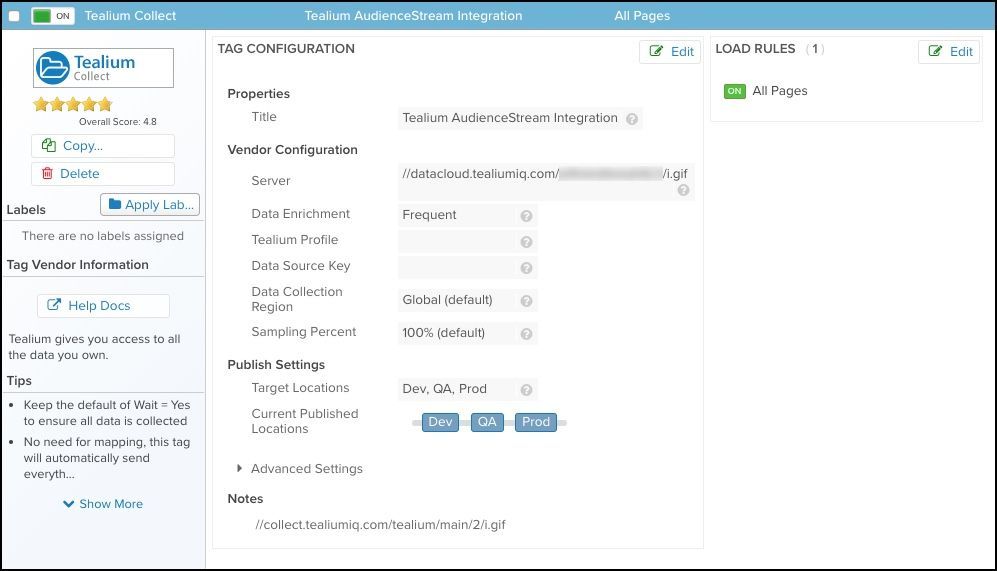 ON Tealium Collect Tealium AudienceStream Integration All Pages
Tealium
Collect
Overall Score: 4.8
Copy...
Delete
Labels Apply Lab...
There are no labels assigned
Tag Vendor Information
Help Docs
Tealium gives you access to all
the data you own.
Tips
• Keep the default of Wait = Yes
to ensure all data is collected
• No need for mapping, this tag
will automatically send
everyth...
Show More
TAG CONFIGURATION Edit
Properties
Title Tealium AudienceStream Integration ?
Vendor Configuration
Server //datacloud.tealiumiq.com/ /i.gif
?
Data Enrichment Frequent ?
Tealium Profile ?
Data Source Key ?
Data Collection
Region Global (default) ?
Sampling Percent 100% (default) ?
Publish Settings
Target Locations Dev, QA, Prod ?
Current Published
Locations Dev QA Prod
Advanced Settings
Notes
//collect.tealiumiq.com/tealium/main/2/i.gif
LOAD RULES ( 1 ) Edit
ON All Pages